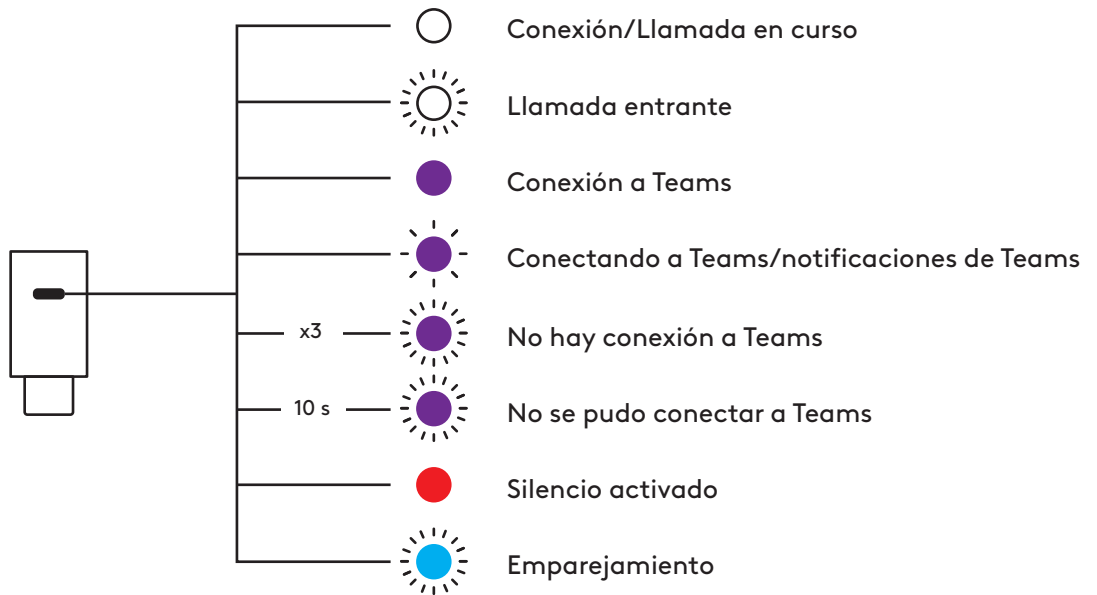 Conexión/Llamada en curso
Llamada entrante
Conexión a Teams
Conectando a Teams/notificaciones de Teams
x3
No hay conexión a Teams
10 s
No se pudo conectar a Teams
Silencio activado
Emparejamiento